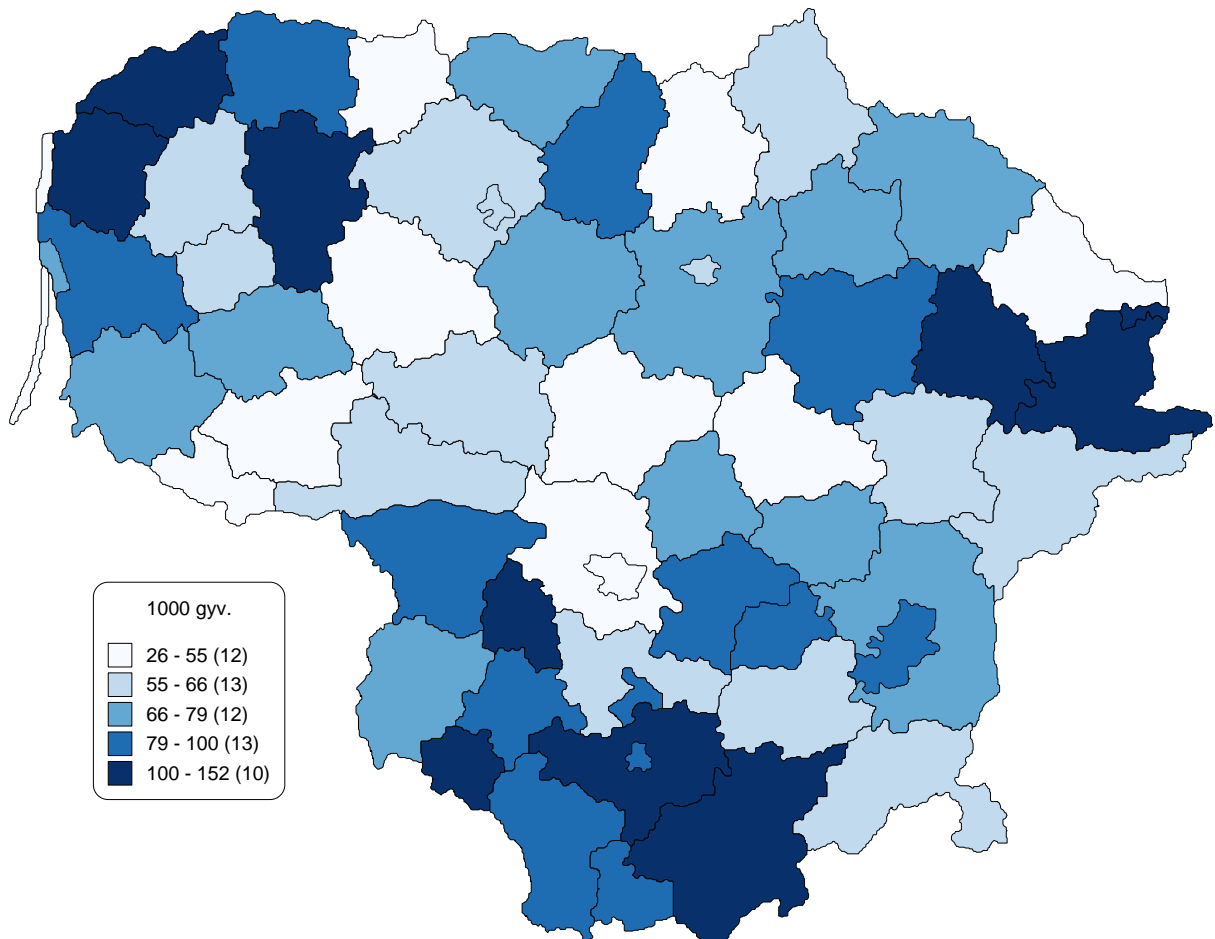 1000 gyv.
26 - 55 (12)
55 - 66 (13)
66 - 79 (12)
79 - 100 (13)
100 - 152 (10)